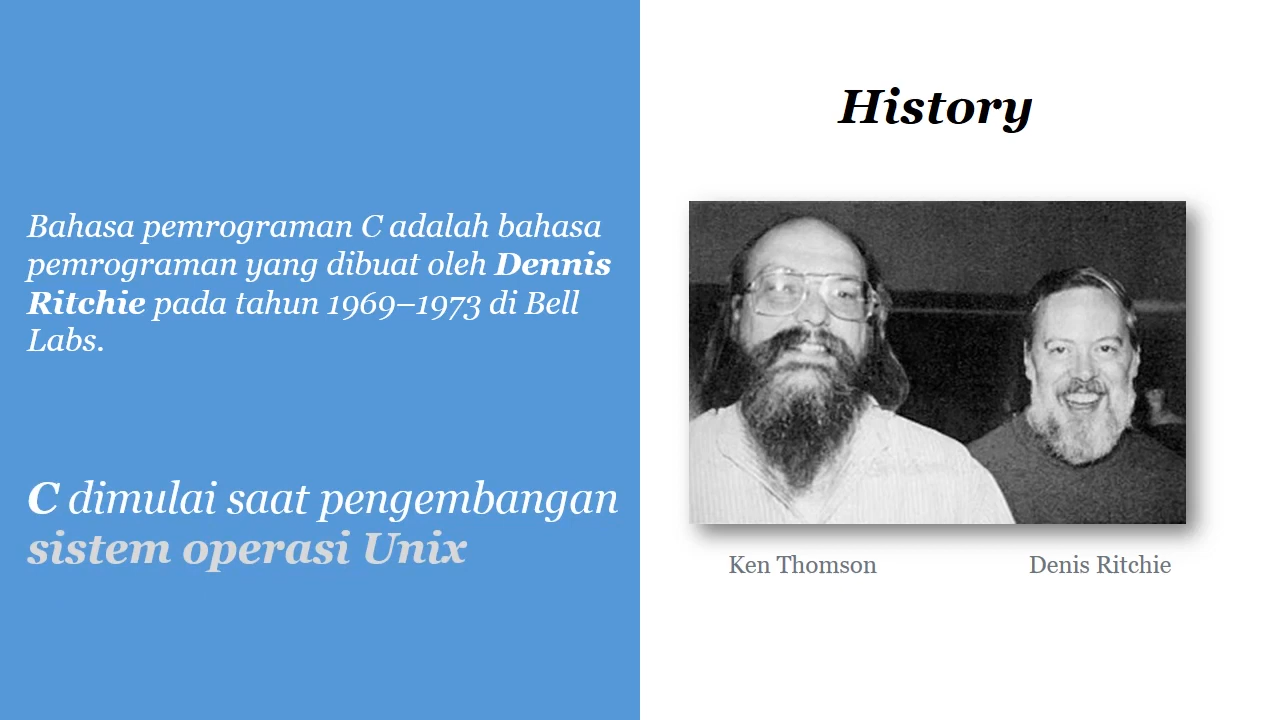 Bahasa pemrograman C adalah bahasa
pemrograman yang dibuat oleh Dennis
Ritchie pada tahun 1969–1973 di Bell
Labs.
C dimulai saat pengembangan
sistem operasi Unix
History
Ken Thomson
Denis Ritchie